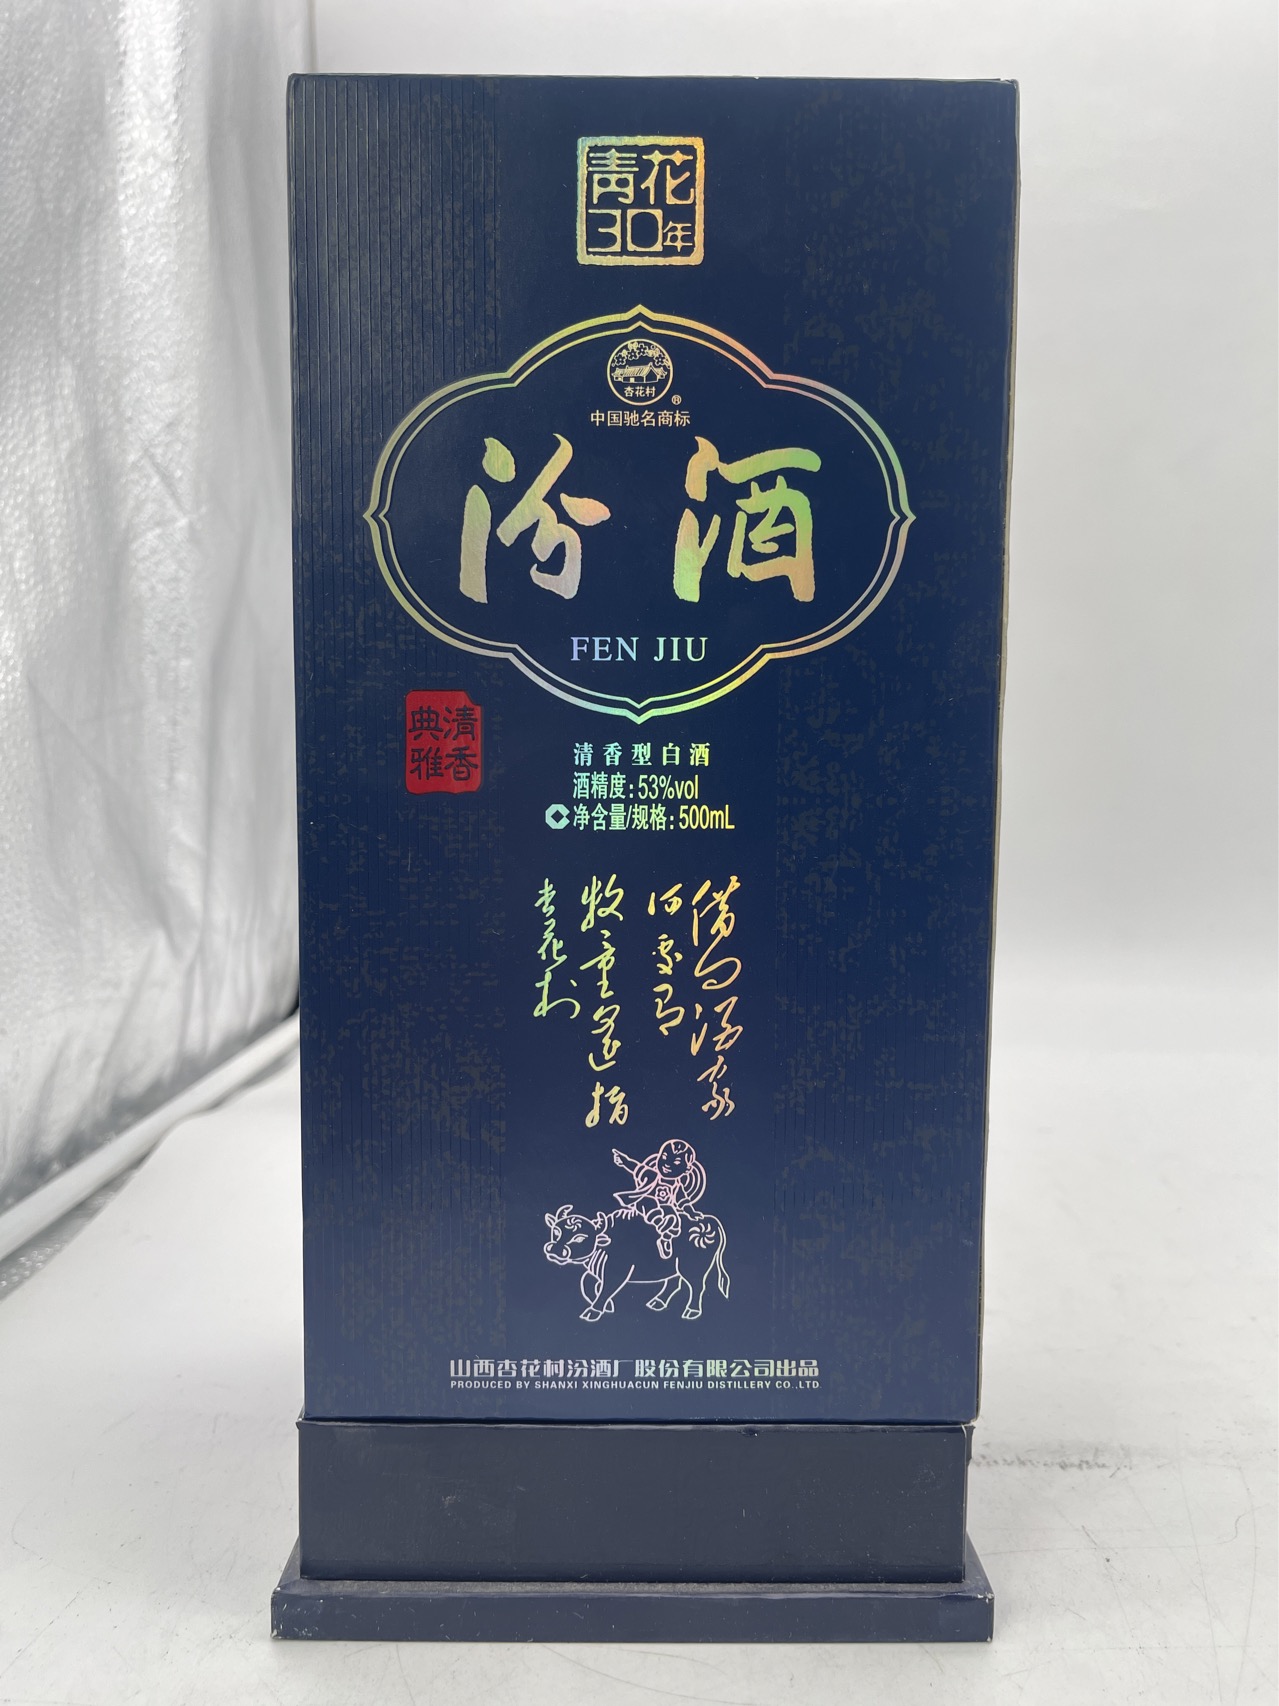 青花
30年
杏花村
®
中国驰名商标
汾酒
FEN JIU
清香
典雅
清香型白酒
酒精度:53%vol
净含量/规格:500mL
借问酒家
何处有
牧童遥指
杏花村
山西杏花村汾酒厂股份有限公司出品
PRODUCED BY SHANXI XINGHUACUN FENJIU DISTILLERY CO.,LTD.